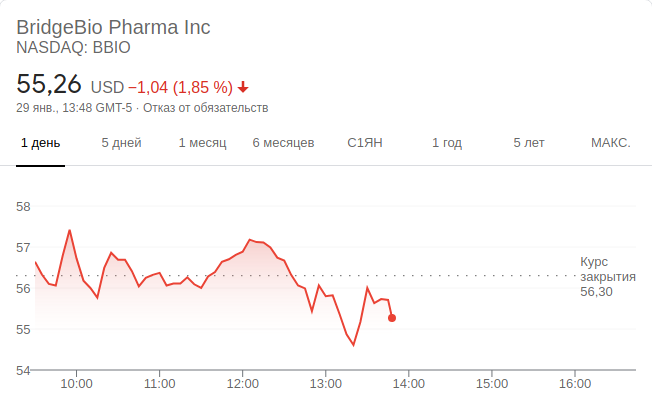 BridgeBio Pharma Inc
NASDAQ: BBIO
55,26 USD −1,04 (1,85 %)
29 янв., 13:48 GMT-5 · Отказ от обязательств
1 день 5 дней 1 месяц 6 месяцев С1ЯН 1 год 5 лет МАКС.
58
57
56
55
54
Курс
закрытия
56,30
10:00 11:00 12:00 13:00 14:00 15:00 16:00